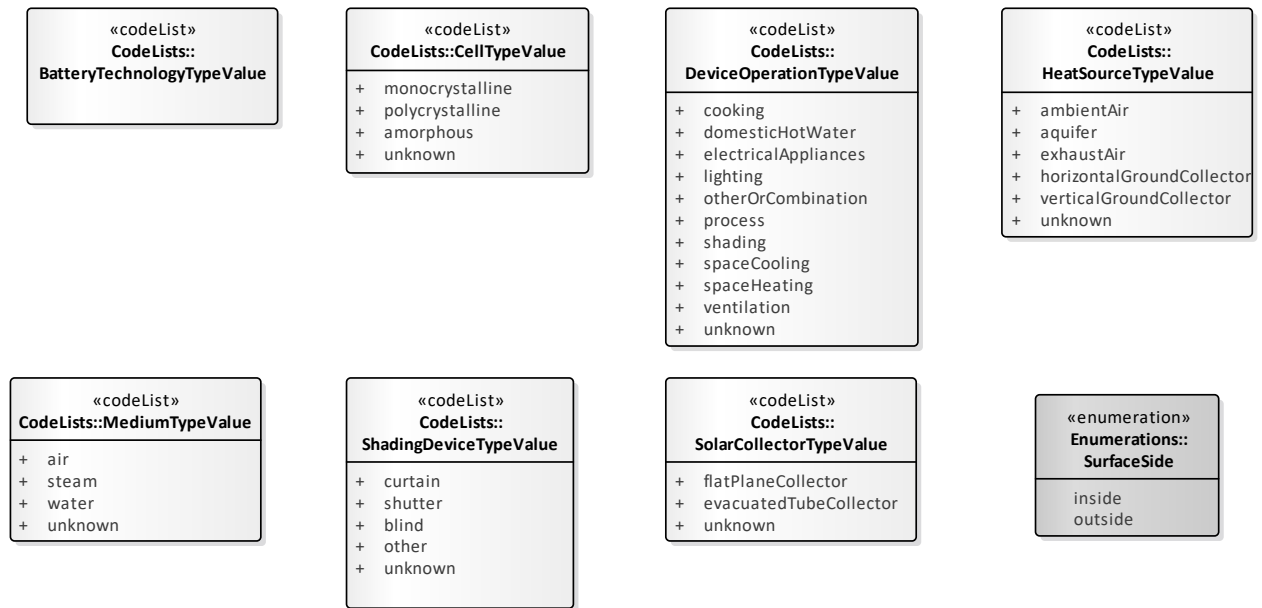 «codeList»
CodeLists::
BatteryTechnologyTypeValue
«codeList»
CodeLists::CellTypeValue
+ monocrystalline
+ polycrystalline
+ amorphous
+ unknown
«codeList»
CodeLists::
DeviceOperationTypeValue
+ cooking
+ domesticHotWater
+ electricalAppliances
+ lighting
+ otherOrCombination
+ process
+ shading
+ spaceCooling
+ spaceHeating
+ ventilation
+ unknown
«codeList»
CodeLists::
HeatSourceTypeValue
+ ambientAir
+ aquifer
+ exhaustAir
+ horizontalGroundCollector
+ verticalGroundCollector
+ unknown
«codeList»
CodeLists::MediumTypeValue
+ air
+ steam
+ water
+ unknown
«codeList»
CodeLists::
ShadingDeviceTypeValue
+ curtain
+ shutter
+ blind
+ other
+ unknown
«codeList»
CodeLists::
SolarCollectorTypeValue
+ flatPlaneCollector
+ evacuatedTubeCollector
+ unknown
«enumeration»
Enumerations::
SurfaceSide
inside
outside